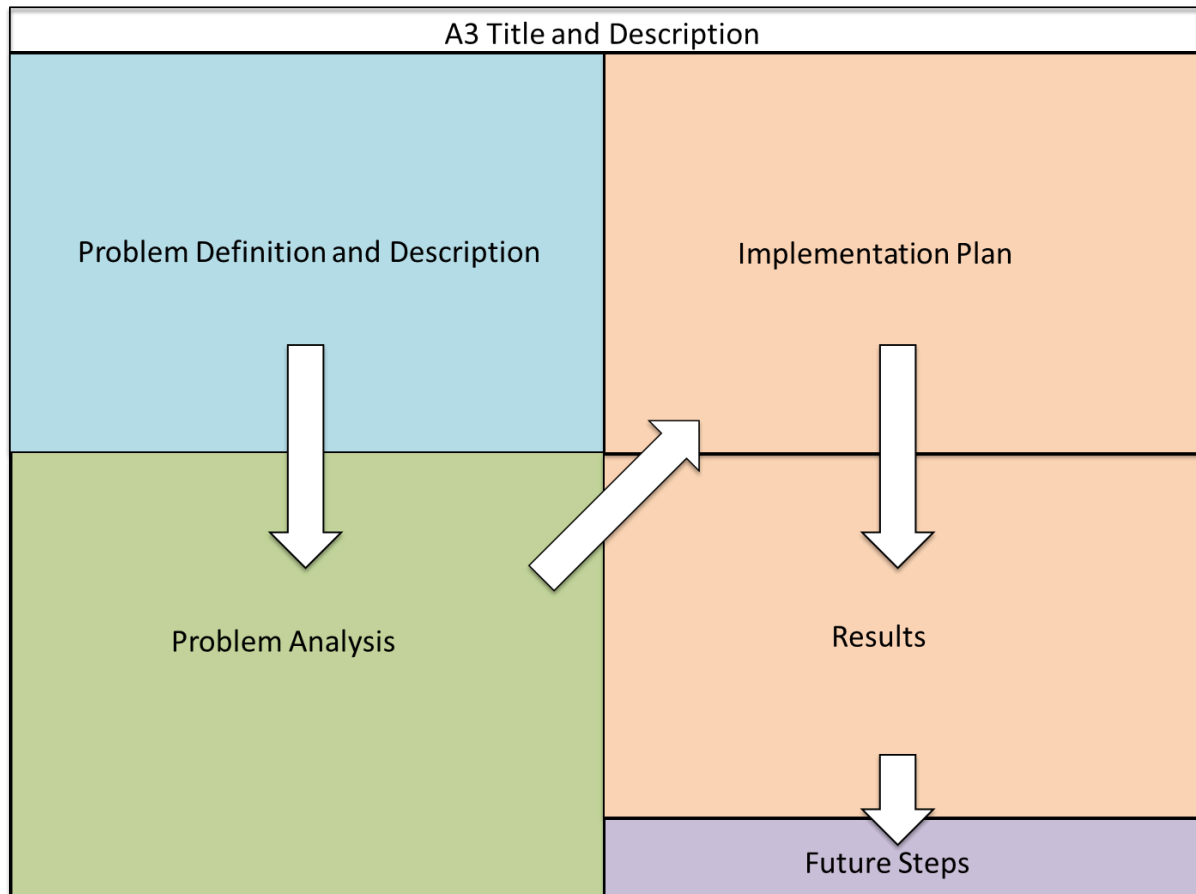 A3 Title and Description
Problem Definition and Description
Problem Analysis
Implementation Plan
Results
Future Steps